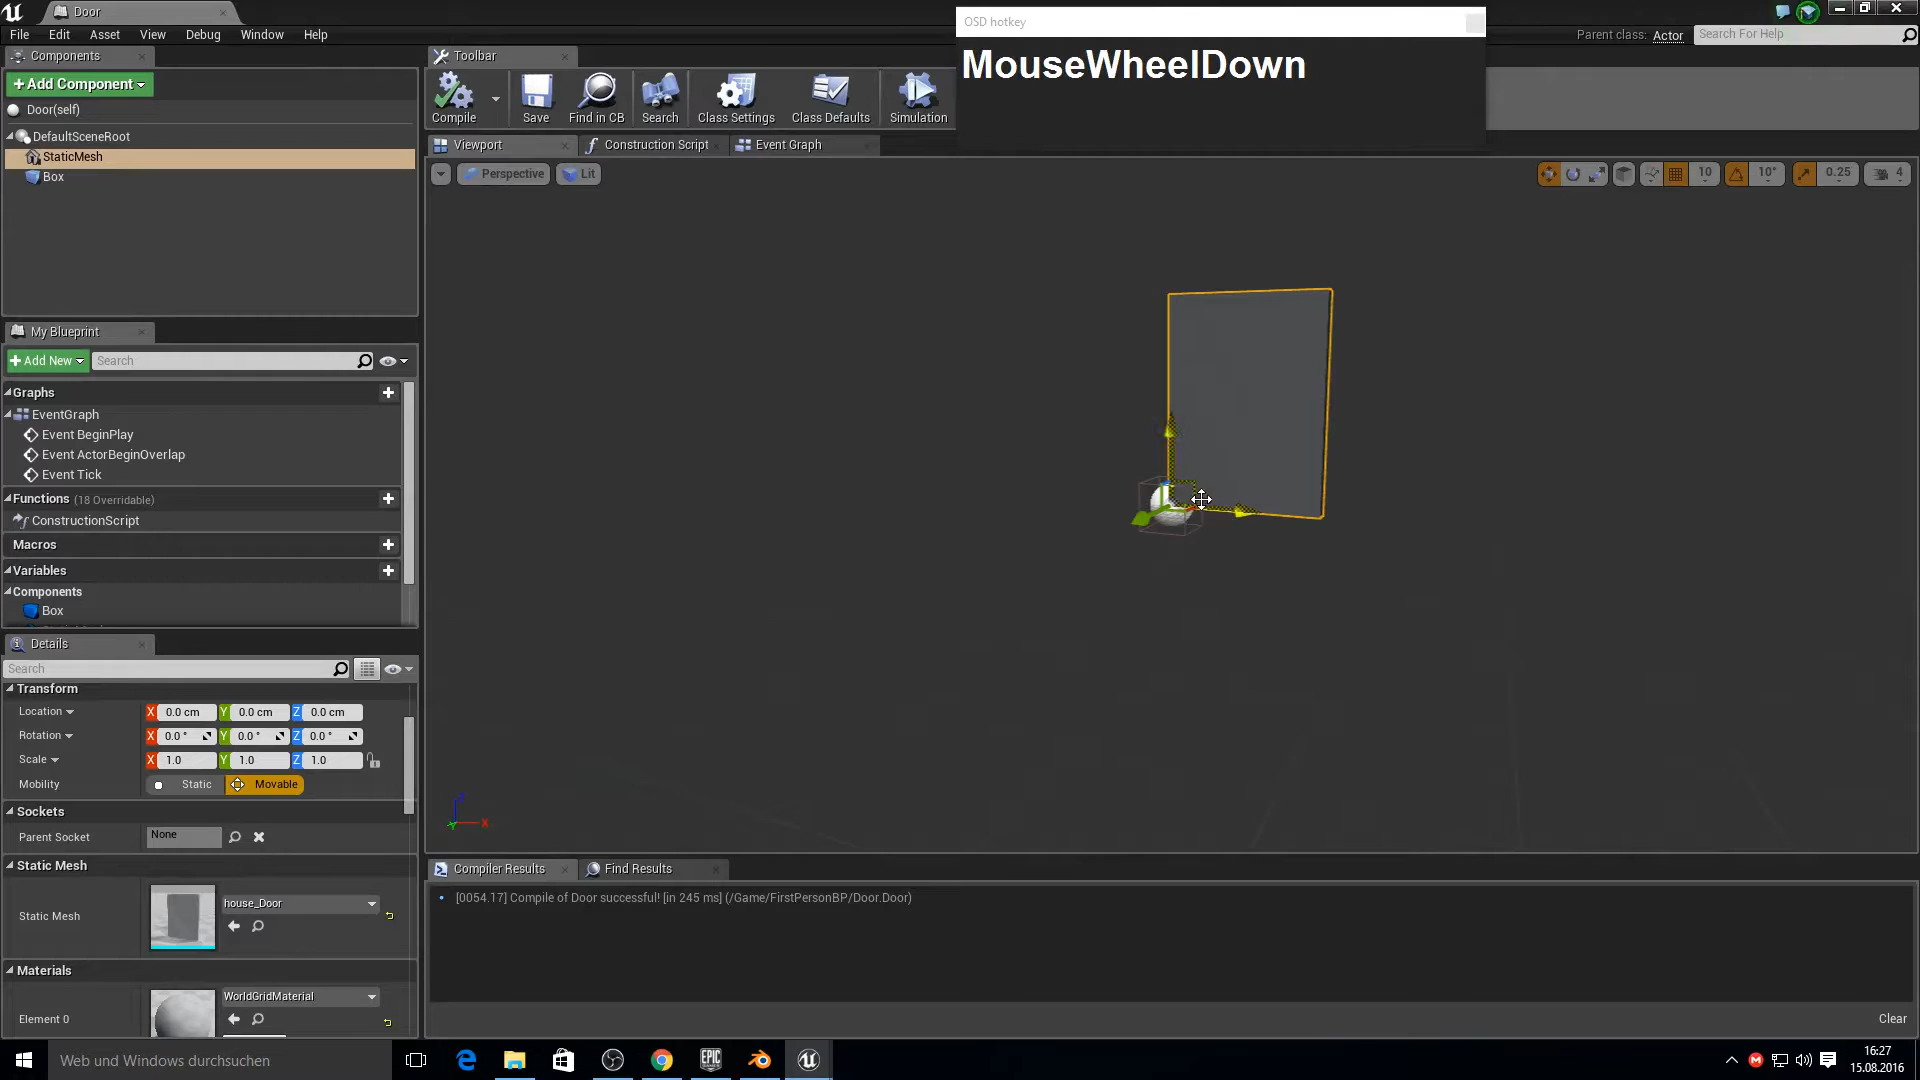 Door
OSD hotkey
MouseWheelDown
File Edit Asset View Debug Window Help
Parent class: Actor
Search For Help
Components
Toolbar
+ Add Component
Compile Save Find in CB Search Class Settings Class Defaults Simulation
Door(self)
DefaultSceneRoot
StaticMesh
Box
Viewport Construction Script Event Graph
Perspective Lit
10 10° 0.25 4
My Blueprint
+ Add New Search
Graphs
EventGraph
Event BeginPlay
Event ActorBeginOverlap
Event Tick
Functions (18 Overridable)
ConstructionScript
Macros
Variables
Components
Box
Details
Search
Transform
Location X 0.0 cm Y 0.0 cm Z 0.0 cm
Rotation X 0.0 ° Y 0.0 ° Z 0.0 °
Scale X 1.0 Y 1.0 Z 1.0
Mobility Static Movable
Sockets
Parent Socket None
Static Mesh
Static Mesh house_Door
Materials
Element 0 WorldGridMaterial
Z
X
Y
Compiler Results Find Results
[0054.17] Compile of Door successful! [in 245 ms] (/Game/FirstPersonBP/Door.Door)
Clear
Web und Windows durchsuchen
EPIC
16:27
15.08.2016